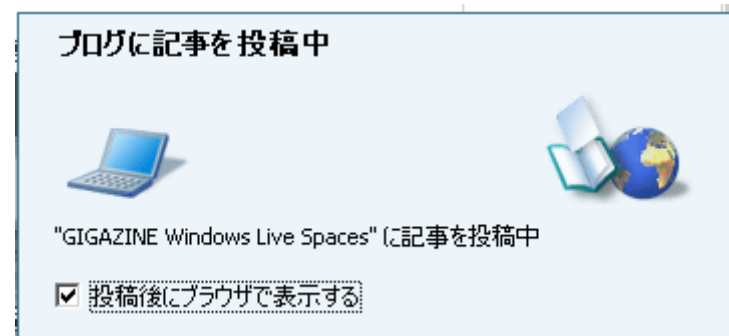 ブログに記事を投稿中
"GIGAZINE Windows Live Spaces" に記事を投稿中
投稿後にブラウザで表示する